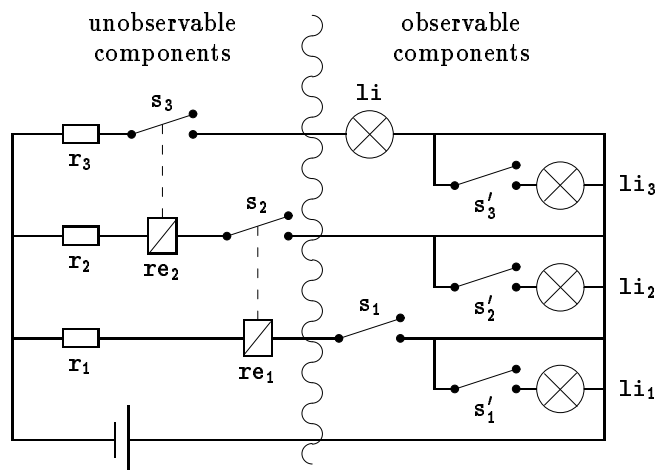 unobservable
components
observable
components
s₃
li
r₃
s′₃
li₃
s₂
r₂
re₂
s′₂
li₂
s₁
r₁
re₁
s′₁
li₁